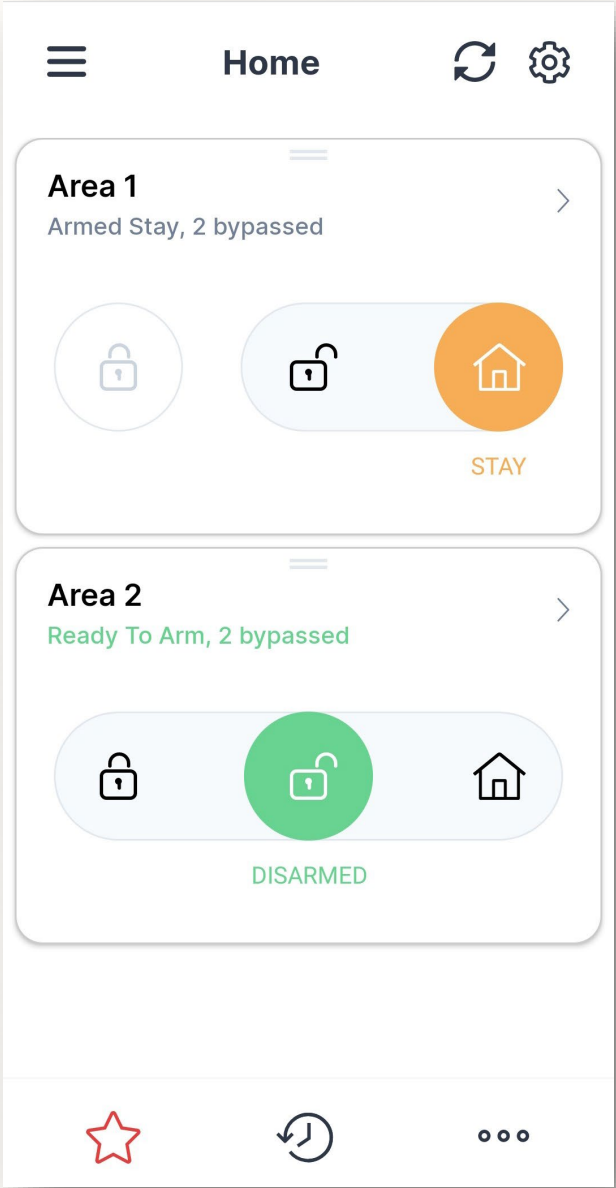 Home
Area 1
Armed Stay, 2 bypassed
STAY
Area 2
Ready To Arm, 2 bypassed
DISARMED